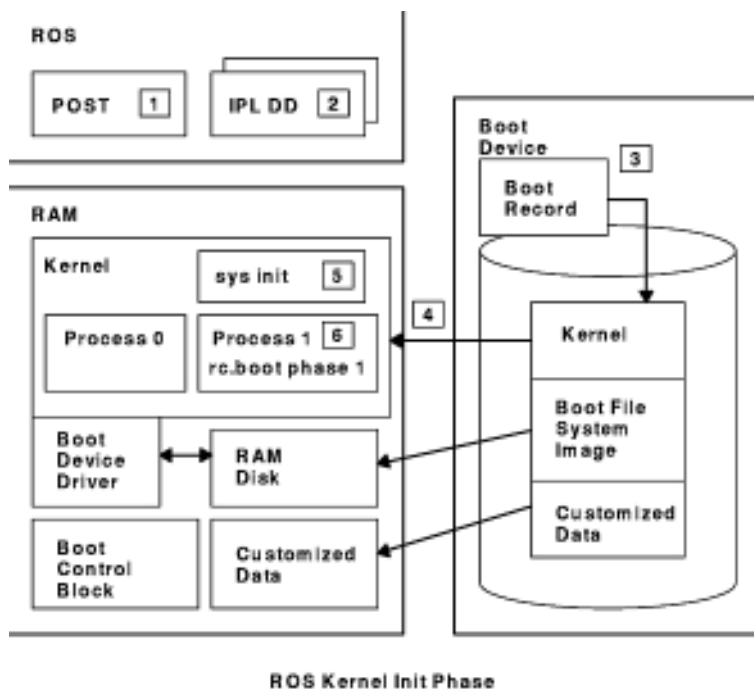 ROS
POST 1
IPL DD 2
Boot
Device
3
Boot
Record
RAM
Kernel
sys init 5
Process 0
Process 1 6
rc.boot phase 1
4
Kernel
Boot File
System
Image
Customized
Data
Boot
Device
Driver
RAM
Disk
Boot
Control
Block
Customized
Data
ROS Kernel Init Phase